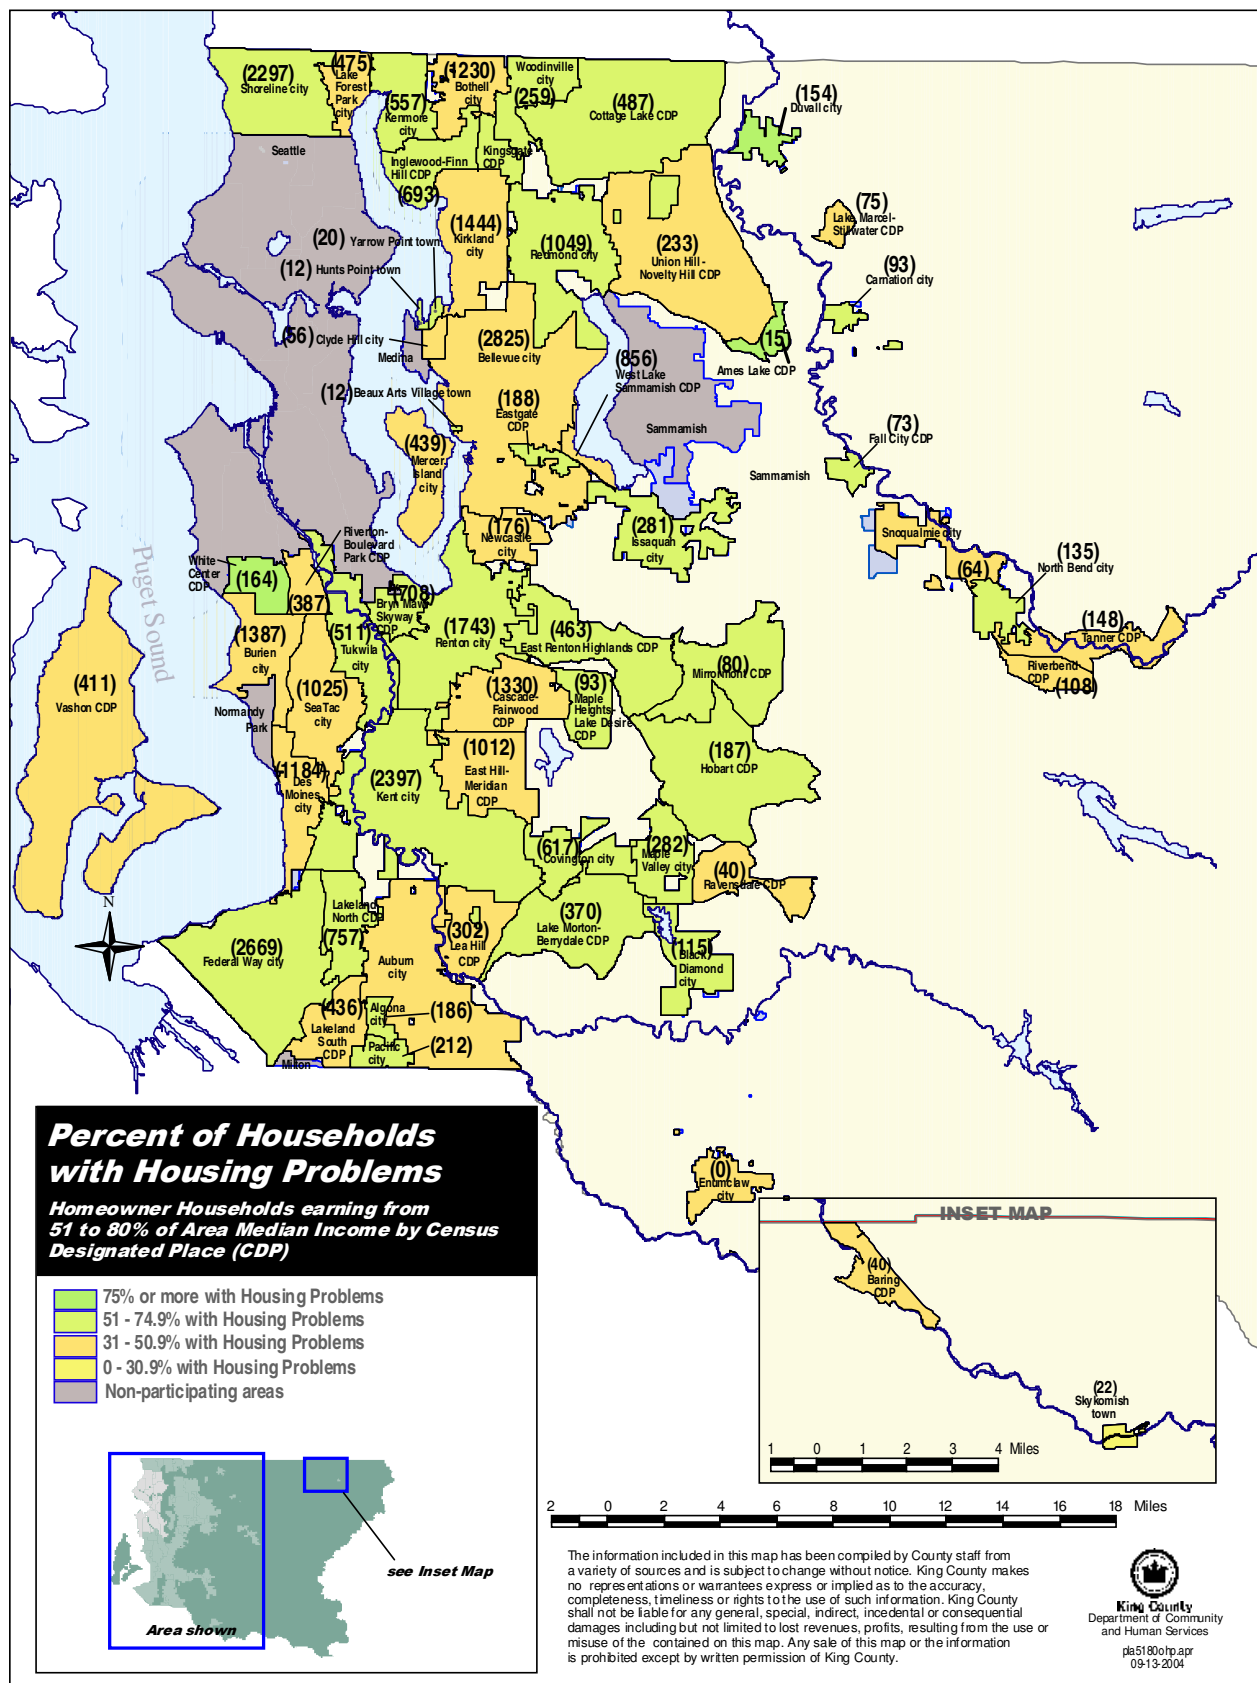 (2297)
Shoreline city
(475)
Lake
Forest
Park
city
(557)
Kenmore
city
(1230)
Bothell
city
Woodinville
city
(259)
(487)
Cottage Lake CDP
(154)
Duvall city
Seattle
Inglewood-Finn
Hill CDP
(693)
Kingsgate
CDP
(1444)
Kirkland
city
(1049)
Redmond city
(233)
Union Hill -
Novelty Hill CDP
(75)
Lake Marcel-
Stillwater CDP
(20) Yarrow Point town
(12) Hunts Point town
(93)
Carnation city
(56) Clyde Hill city
Medina
(2825)
Bellevue city
(856)
West Lake
Sammamish CDP
(15)
Ames Lake CDP
(12) Beaux Arts Village town
(188)
Eastgate
CDP
(439)
Mercer
Island
city
Sammamish
(73)
Fall City CDP
Sammamish
Puget Sound
Riverton-
Boulevard
Park CDP
(176)
Newcastle
city
(281)
Issaquah
city
Snoqualmie city
(64)
(135)
North Bend city
White
Center
CDP
(164)
(387)
(708)
Bryn Mawr
Skyway
CDP
(1387)
Burien
city
(511)
Tukwila
city
(1743)
Renton city
(463)
East Renton Highlands CDP
(80)
Mirronmont CDP
(148)
Tanner CDP
Riverbend
CDP
(108)
(411)
Vashon CDP
Normandy
Park
(1025)
SeaTac
city
(1330)
Cascade-
Fairwood
CDP
(93)
Maple
Heights-
Lake Desire
CDP
(187)
Hobart CDP
(1184)
Des
Moines
city
(2397)
Kent city
(1012)
East Hill-
Meridian
CDP
(617)
Covington city
(282)
Maple
Valley city
(40)
Ravensdale CDP
N
(2669)
Federal Way city
Lakeland
North CDP
(757)
Auburn
city
(302)
Lea Hill
CDP
(370)
Lake Morton-
Berrydale CDP
(115)
Black
Diamond
city
(436)
Lakeland
South
CDP
Algona
city
(186)
Pacific
city
(212)
Milton
(0)
Enumclaw
city
Percent of Households
with Housing Problems
Homeowner Households earning from
51 to 80% of Area Median Income by Census
Designated Place (CDP)
75% or more with Housing Problems
51 - 74.9% with Housing Problems
31 - 50.9% with Housing Problems
0 - 30.9% with Housing Problems
Non-participating areas
Area shown
see Inset Map
INSET MAP
(40)
Baring
CDP
(22)
Skykomish
town
1 0 1 2 3 4 Miles
2 0 2 4 6 8 10 12 14 16 18 Miles
The information included in this map has been compiled by County staff from
a variety of sources and is subject to change without notice. King County makes
no representations or warrantees express or implied as to the accuracy,
completeness, timeliness or rights to the use of such information. King County
shall not be liable for any general, special, indirect, incedental or consequential
damages including but not limited to lost revenues, profits, resulting from the use or
misuse of the contained on this map. Any sale of this map or the information
is prohibited except by written permission of King County.
King County
Department of Community
and Human Services
pla5180ohp.apr
09-13-2004